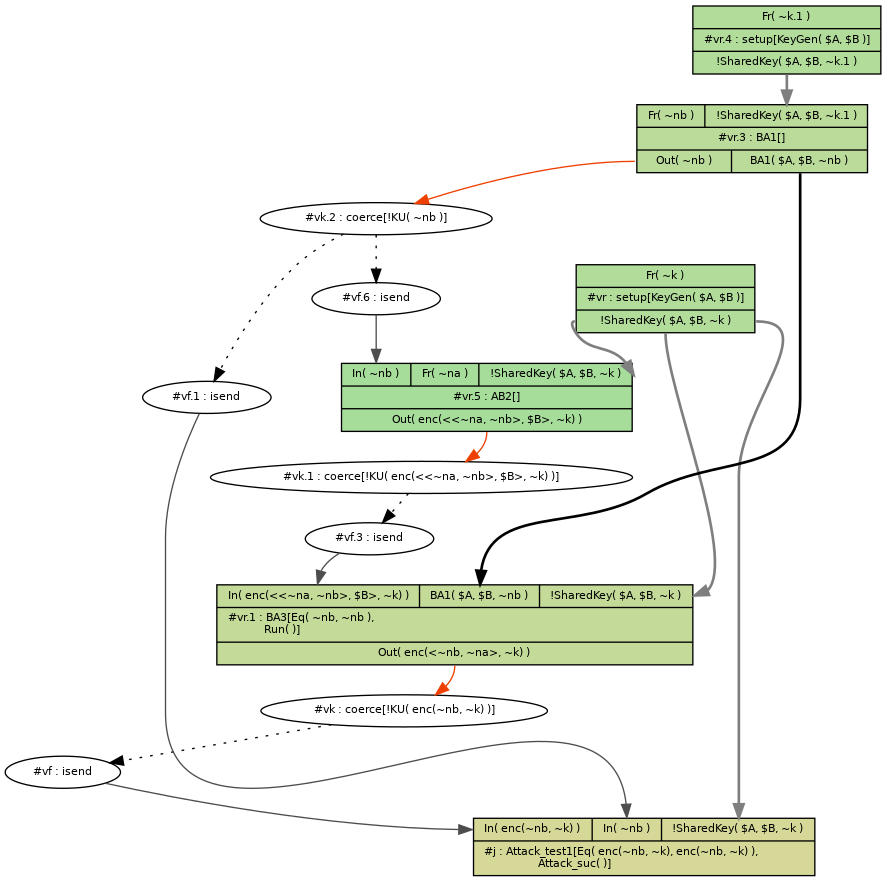 Fr( ~k.1 )
#vr.4 : setup[KeyGen( $A, $B )]
!SharedKey( $A, $B, ~k.1 )
Fr( ~nb ) !SharedKey( $A, $B, ~k.1 )
#vr.3 : BA1[]
Out( ~nb ) BA1( $A, $B, ~nb )
#vk.2 : coerce[!KU( ~nb )]
#vf.6 : isend
Fr( ~k )
#vr : setup[KeyGen( $A, $B )]
!SharedKey( $A, $B, ~k )
In( ~nb ) Fr( ~na ) !SharedKey( $A, $B, ~k )
#vr.5 : AB2[]
Out( enc(<<~na, ~nb>, $B>, ~k) )
#vf.1 : isend
#vk.1 : coerce[!KU( enc(<<~na, ~nb>, $B>, ~k) )]
#vf.3 : isend
In( enc(<<~na, ~nb>, $B>, ~k) ) BA1( $A, $B, ~nb ) !SharedKey( $A, $B, ~k )
#vr.1 : BA3[Eq( ~nb, ~nb ),
Run( )]
Out( enc(<~nb, ~na>, ~k) )
#vk : coerce[!KU( enc(~nb, ~k) )]
#vf : isend
In( enc(~nb, ~k) ) In( ~nb ) !SharedKey( $A, $B, ~k )
#j : Attack_test1[Eq( enc(~nb, ~k), enc(~nb, ~k) ),
Attack_suc( )]